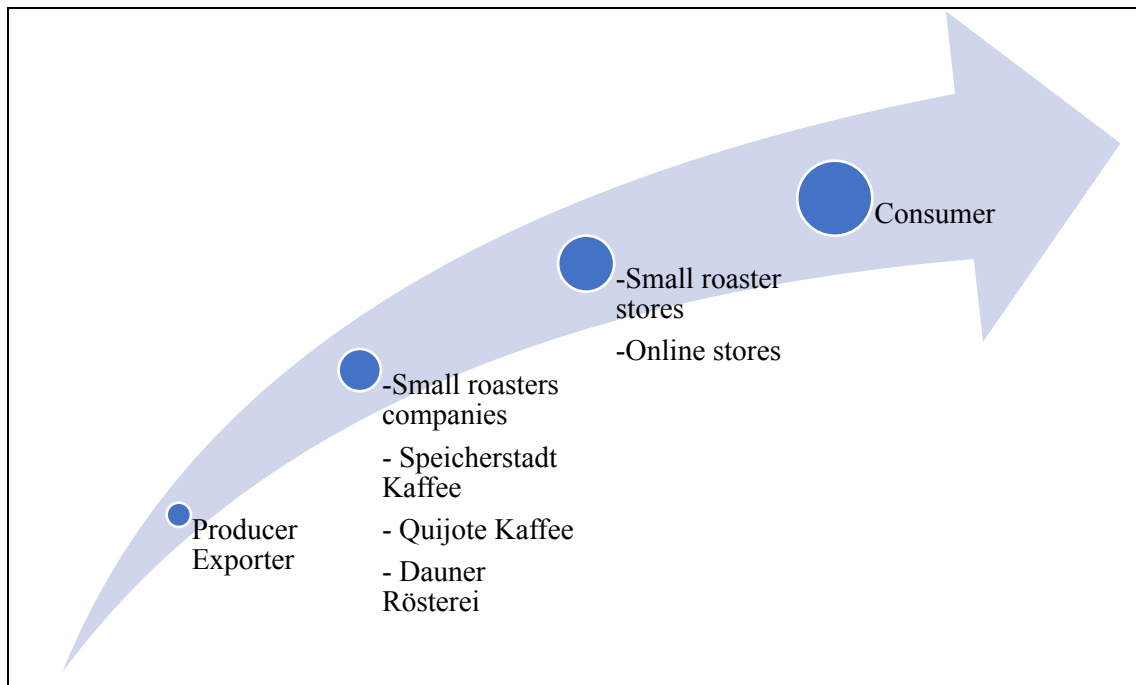 Producer
Exporter
-Small roasters
companies
- Speicherstadt
Kaffee
- Quijote Kaffee
- Dauner
Rösterei
-Small roaster
stores
-Online stores
Consumer